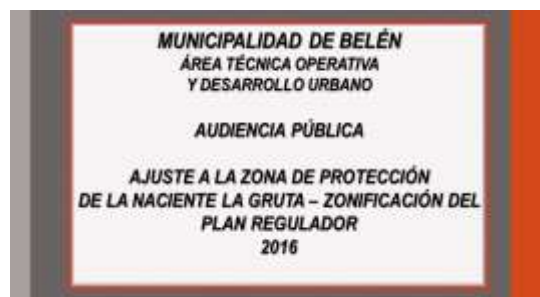 MUNICIPALIDAD DE BELÉN
ÁREA TÉCNICA OPERATIVA
Y DESARROLLO URBANO
AUDIENCIA PÚBLICA
AJUSTE A LA ZONA DE PROTECCIÓN
DE LA NACIENTE LA GRUTA – ZONIFICACIÓN DEL
PLAN REGULADOR
2016